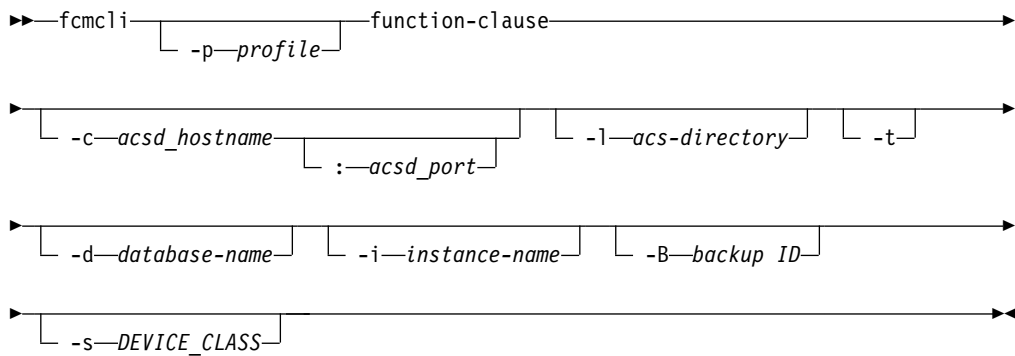 fcmcli function-clause
-p profile
-c acsd_hostname -l acs-directory -t
: acsd_port
-d database-name -i instance-name -B backup ID
-s DEVICE_CLASS